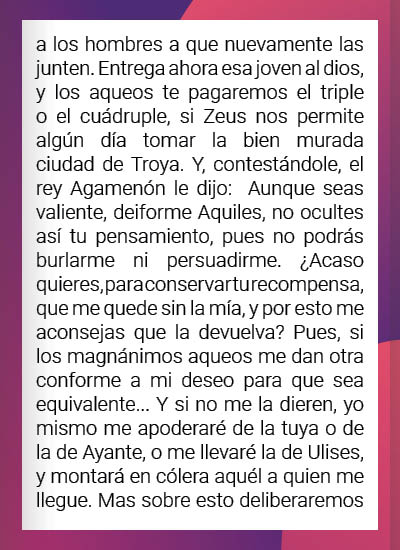 a los hombres a que nuevamente las
junten. Entrega ahora esa joven al dios,
y los aqueos te pagaremos el triple
o el cuádruple, si Zeus nos permite
algún día tomar la bien murada
ciudad de Troya. Y, contestándole, el
rey Agamenón le dijo: Aunque seas
valiente, deiforme Aquiles, no ocultes
así tu pensamiento, pues no podrás
burlarme ni persuadirme. ¿Acaso
quieres, para conservar tu recompensa,
que me quede sin la mía, y por esto me
aconsejas que la devuelva? Pues, si
los magnánimos aqueos me dan otra
conforme a mi deseo para que sea
equivalente... Y si no me la dieren, yo
mismo me apoderaré de la tuya o de
la de Ayante, o me llevaré la de Ulises,
y montará en cólera aquél a quien me
llegue. Mas sobre esto deliberaremos